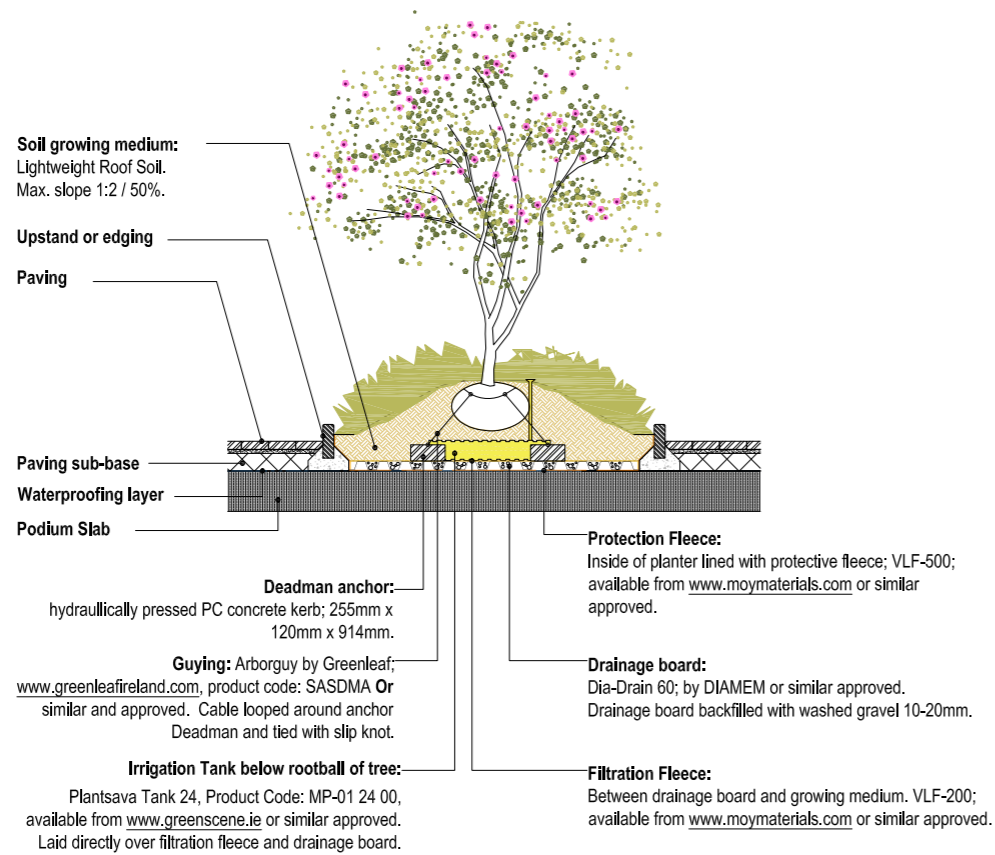 Soil growing medium:
Lightweight Roof Soil.
Max. slope 1:2 / 50%.
Upstand or edging
Paving
Paving sub-base
Waterproofing layer
Podium Slab
Deadman anchor:
hydraullically pressed PC concrete kerb; 255mm x
120mm x 914mm.
Guying: Arborguy by Greenleaf;
www.greenleafireland.com, product code: SASDMA Or
similar and approved. Cable looped around anchor
Deadman and tied with slip knot.
Irrigation Tank below rootball of tree:
Plantsava Tank 24, Product Code: MP-01 24 00,
available from www.greenscene.ie or similar approved.
Laid directly over filtration fleece and drainage board.
Protection Fleece:
Inside of planter lined with protective fleece; VLF-500;
available from www.moymaterials.com or similar
approved.
Drainage board:
Dia-Drain 60; by DIAMEM or similar approved.
Drainage board backfilled with washed gravel 10-20mm.
Filtration Fleece:
Between drainage board and growing medium. VLF-200;
available from www.moymaterials.com or similar approved.